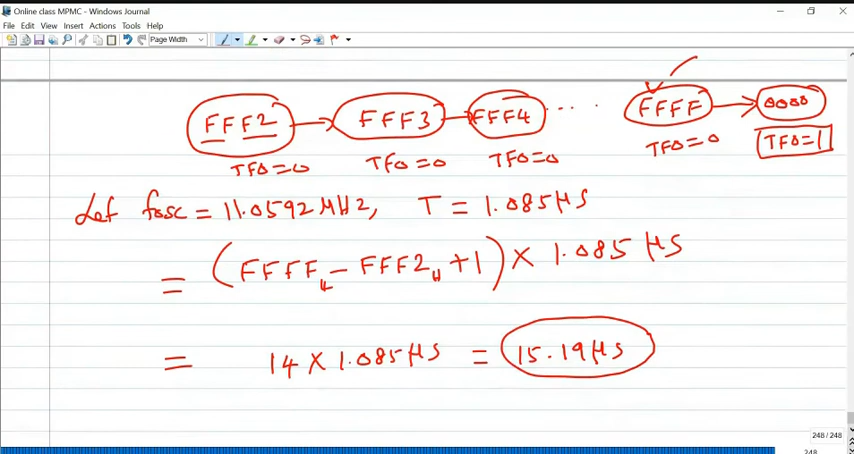 Online class MPMC - Windows Journal
File Edit View Insert Actions Tools Help
Page Width
FFF2 → FFF3 → FFF4 ... . FFFF → 0000
TF0=0 TF0=0 TF0=0 TF0=0 TF0=1
Let fosc = 11.0592 MHz, T = 1.085 μs
= (FFFFH - FFF2H + 1) × 1.085 μs
= 14 × 1.085 μs = 15.19 μs
248 / 248
248